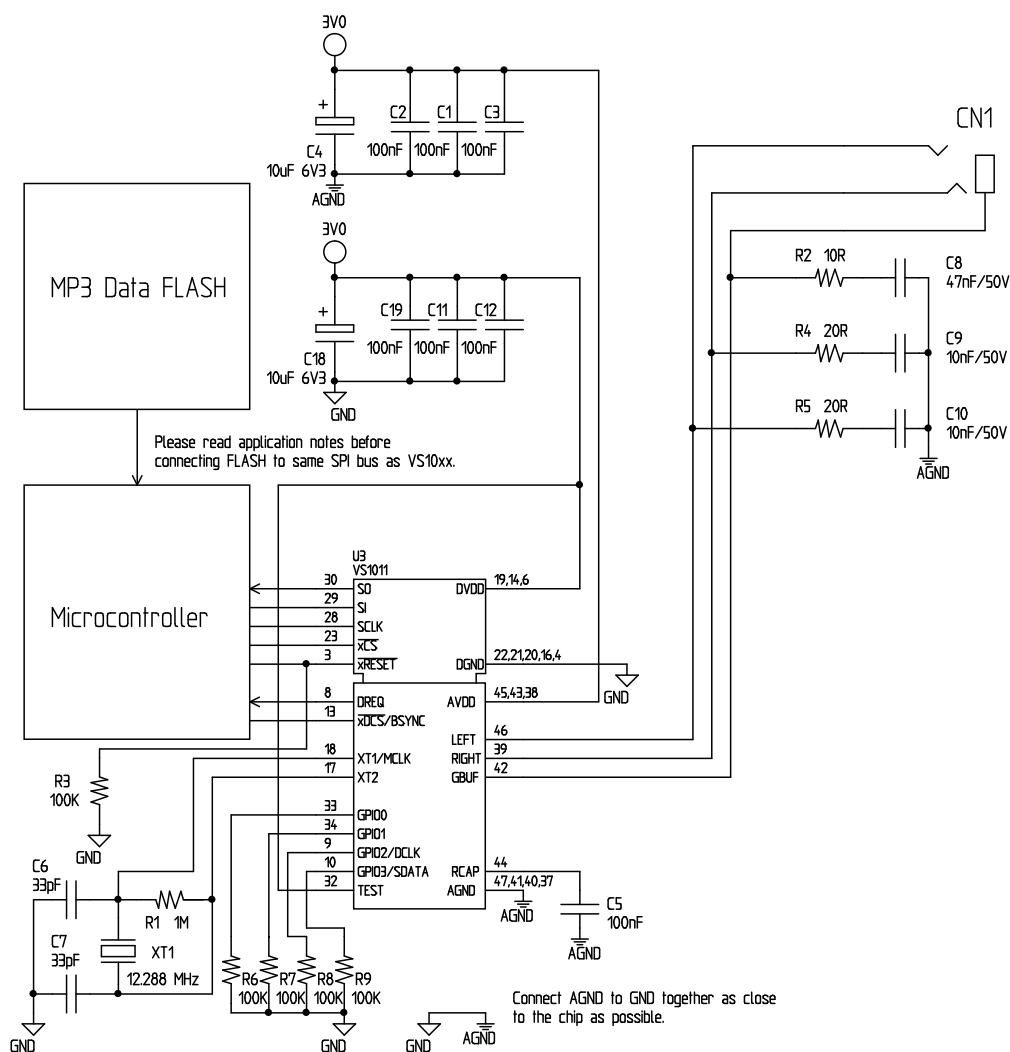 3V0
+
C4
10uF 6V3
C2
100nF
C1
100nF
C3
100nF
AGND
CN1
MP3 Data FLASH
3V0
+
C18
10uF 6V3
C19
100nF
C11
100nF
C12
100nF
GND
R2 10R
C8
47nF/50V
R4 20R
C9
10nF/50V
R5 20R
C10
10nF/50V
AGND
Please read application notes before
connecting FLASH to same SPI bus as VS10xx.
Microcontroller
U3
VS1011
30 SO
29 SI
28 SCLK
23 xCS
3 xRESET
8 DREQ
13 xDCS/BSYNC
18 XT1/MCLK
17 XT2
33 GPIO0
34 GPIO1
9 GPIO2/DCLK
10 GPIO3/SDATA
32 TEST
DVDD 19,14,6
DGND 22,21,20,16,4
GND
AVDD 45,43,38
LEFT 46
RIGHT 39
GBUF 42
RCAP 44
AGND 47,41,40,37
AGND
C5
100nF
AGND
R3
100K
GND
C6
33pF
R1 1M
C7
33pF
XT1
12.288 MHz
GND
R6
100K
R7
100K
R8
100K
R9
100K
GND
GND
AGND
Connect AGND to GND together as close
to the chip as possible.